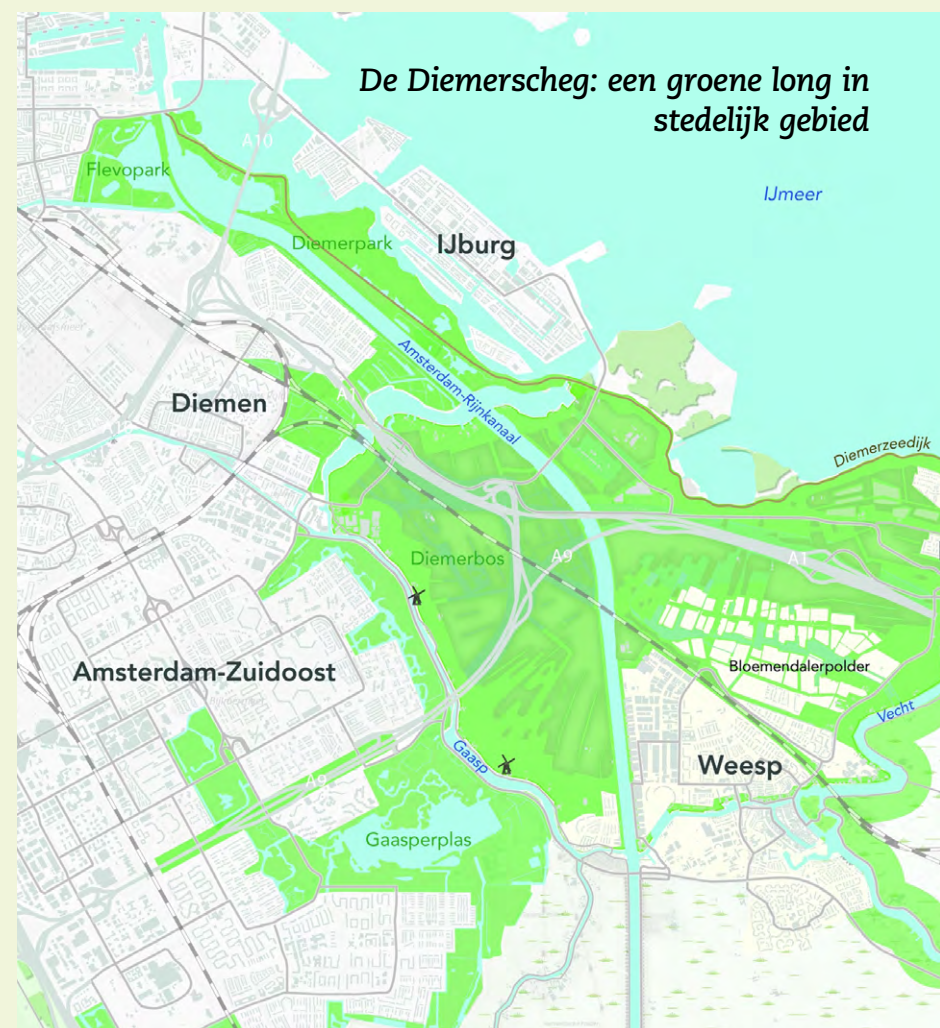 De Diemerscheg: een groene long in
stedelijk gebied
A10
Flevopark
IJmeer
Diemerpark
IJburg
Amsterdam-Rijnkanaal
A1
Diemen
Diemerzeedijk
Diemerbos
A9
A1
Bloemendalerpolder
Amsterdam-Zuidoost
Vecht
Gaasp
Weesp
A9
Gaasperplas